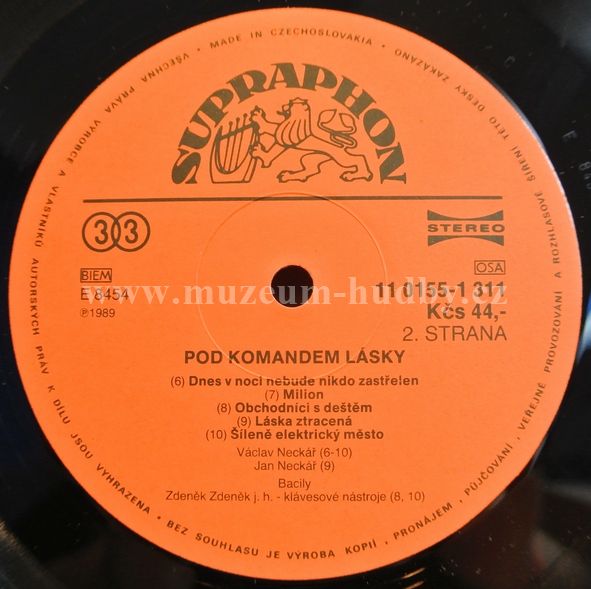 VŠECHNA PRÁVA VÝROBCE A VLASTNÍKŮ AUTORSKÝCH PRÁV K DÍLU JSOU VYHRAZENA • BEZ SOUHLASU JE VÝROBA KOPIÍ, PRONÁJEM, PŮJČOVÁNÍ, VEŘEJNÉ PROVOZOVÁNÍ A ROZHLASOVÉ ŠÍŘENÍ TÉTO DESKY ZAKÁZÁNO • MADE IN CZECHOSLOVAKIA •
SUPRAPHON
33
STEREO
BIEM
OSA
E 8454
11 0155-1 311
www.muzeum-hudby.cz
℗1989
Kčs 44,-
2. STRANA
POD KOMANDEM LÁSKY
(6) Dnes v noci nebude nikdo zastřelen
(7) Milion
(8) Obchodníci s deštěm
(9) Láska ztracená
(10) Šíleně elektrický město
Václav Neckář (6-10)
Jan Neckář (9)
Bacily
Zdeněk Zdeněk j. h. - klávesové nástroje (8, 10)